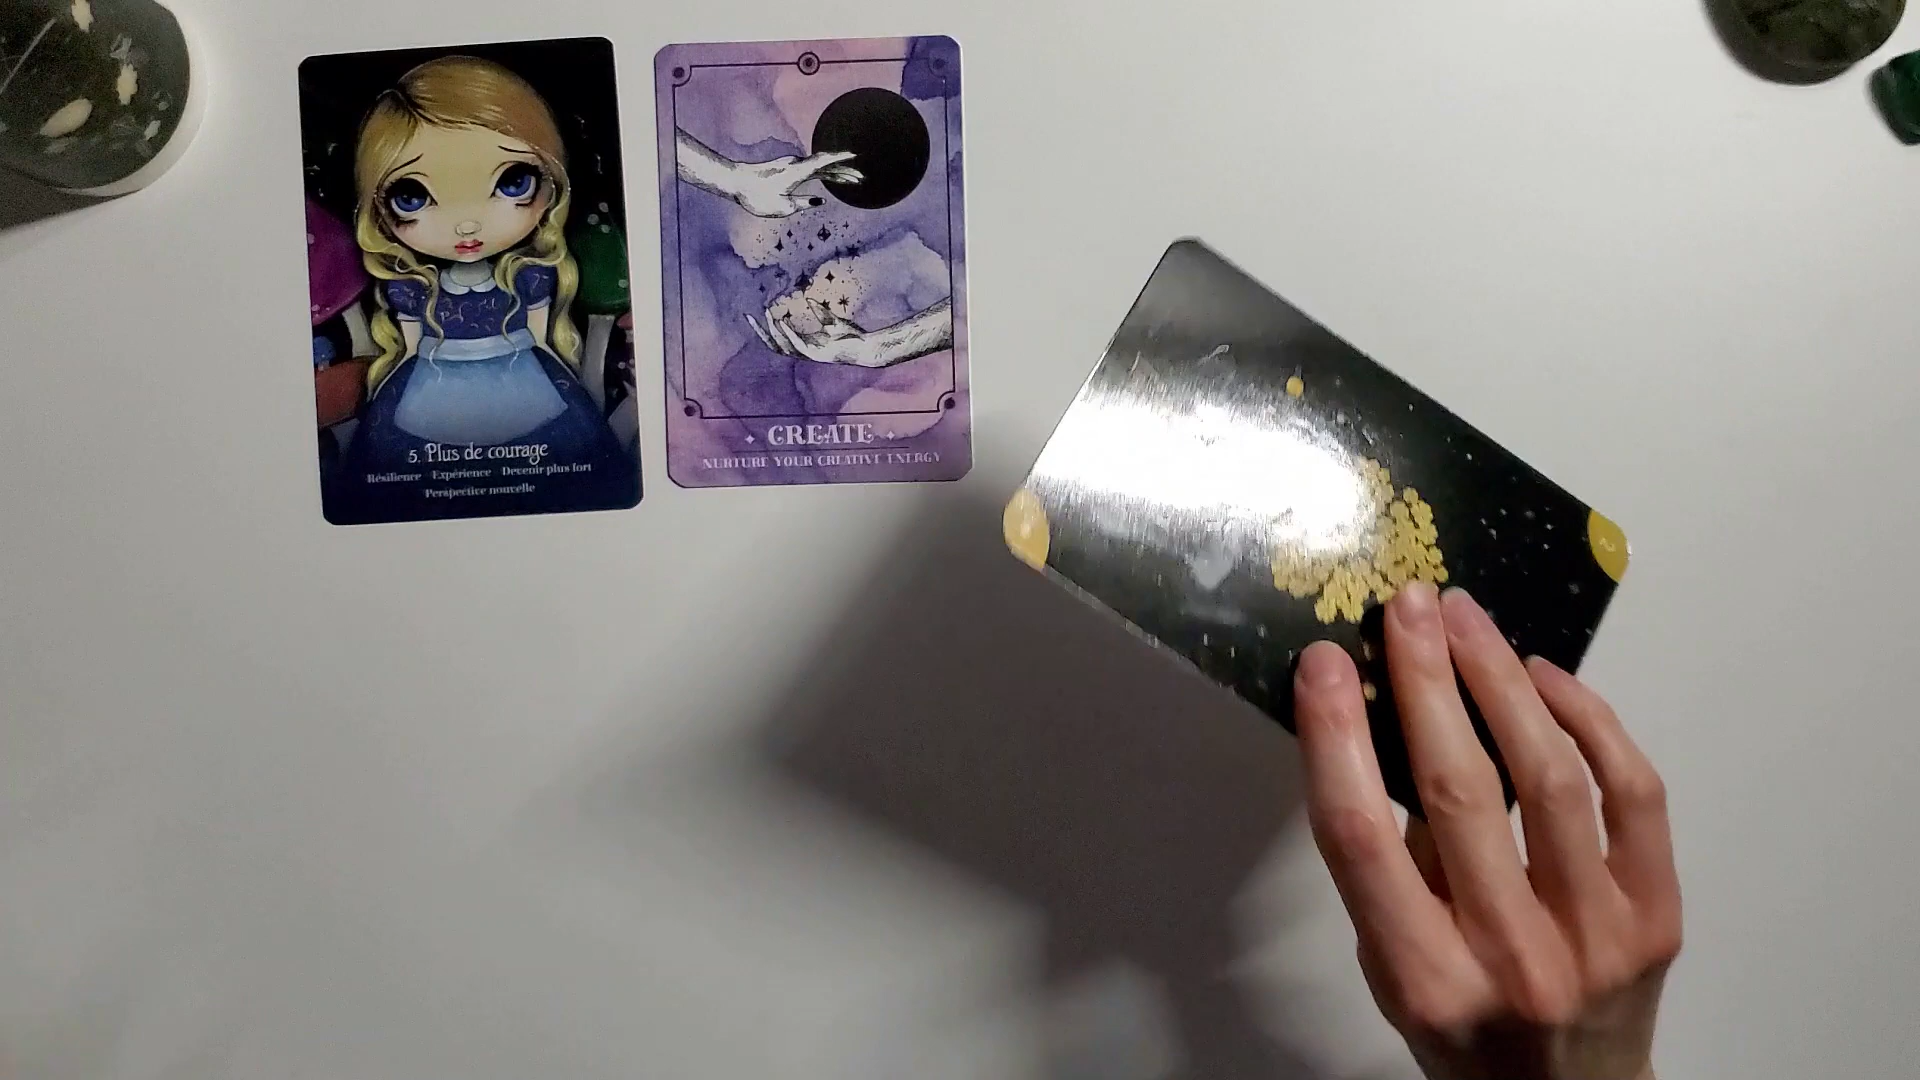 5. Plus de courage
Résilience Expérience Devenir plus fort
Perspective nouvelle
CREATE
NURTURE YOUR CREATIVE ENERGY